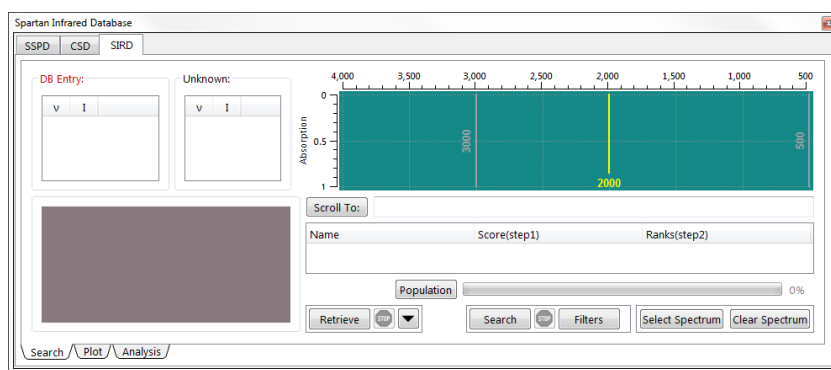 Spartan Infrared Database
SSPD CSD SIRD
DB Entry: Unknown:
ν I ν I
4,000 3,500 3,000 2,500 2,000 1,500 1,000 500
Absorption
0
0.5
1
3000
2000
500
Scroll To:
Name Score(step1) Ranks(step2)
Population 0%
Retrieve STOP Search STOP Filters Select Spectrum Clear Spectrum
Search Plot Analysis